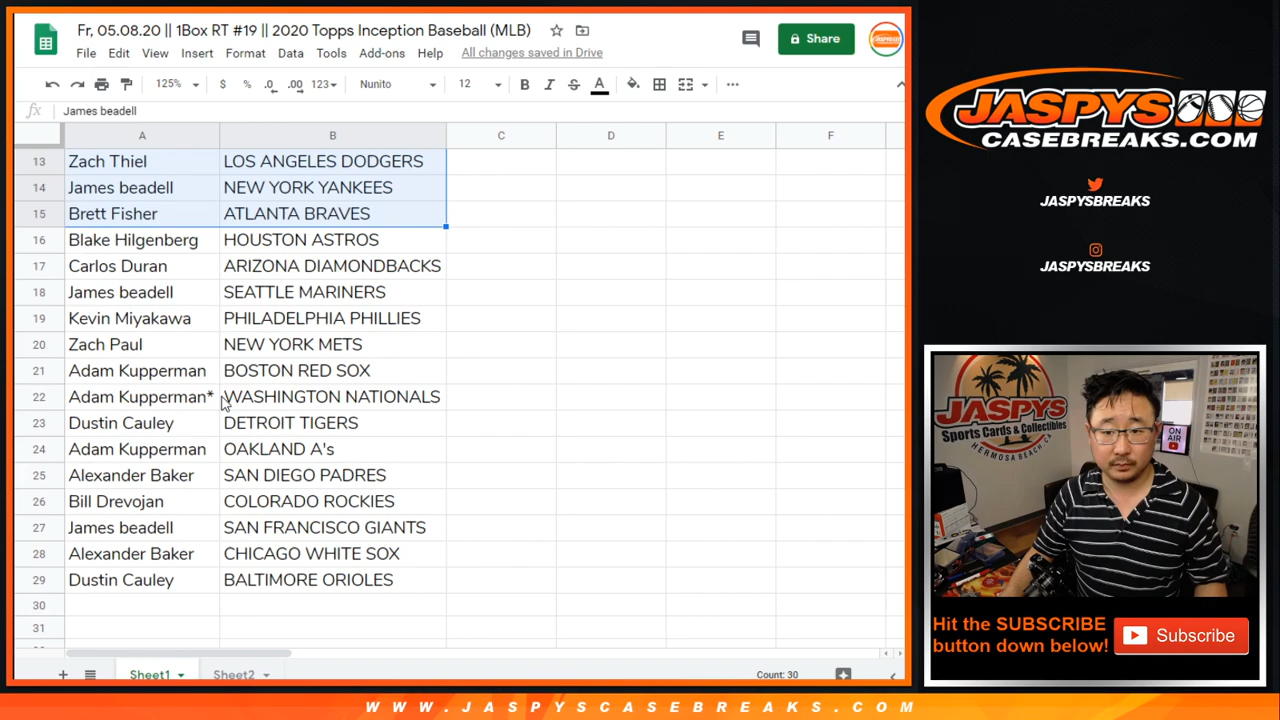 Fr, 05.08.20 || 1Box RT #19 || 2020 Topps Inception Baseball (MLB)
File Edit View Insert Format Data Tools Add-ons Help All changes saved in Drive
Share
125% $ % .0 .00 123 Nunito 12 B I S A
fx James beadell
A B C D E F
13 Zach Thiel LOS ANGELES DODGERS
14 James beadell NEW YORK YANKEES
15 Brett Fisher ATLANTA BRAVES
16 Blake Hilgenberg HOUSTON ASTROS
17 Carlos Duran ARIZONA DIAMONDBACKS
18 James beadell SEATTLE MARINERS
19 Kevin Miyakawa PHILADELPHIA PHILLIES
20 Zach Paul NEW YORK METS
21 Adam Kupperman BOSTON RED SOX
22 Adam Kupperman* WASHINGTON NATIONALS
23 Dustin Cauley DETROIT TIGERS
24 Adam Kupperman OAKLAND A's
25 Alexander Baker SAN DIEGO PADRES
26 Bill Drevojan COLORADO ROCKIES
27 James beadell SAN FRANCISCO GIANTS
28 Alexander Baker CHICAGO WHITE SOX
29 Dustin Cauley BALTIMORE ORIOLES
30
31
Sheet1 Sheet2 Count: 30
JASPYS
CASEBREAKS.COM
JASPYSBREAKS
JASPYSBREAKS
JASPYS
Sports Cards & Collectibles
HERMOSA BEACH, CA
ON AIR
Hit the SUBSCRIBE
button down below!
Subscribe
WWW.JASPYSCASEBREAKS.COM